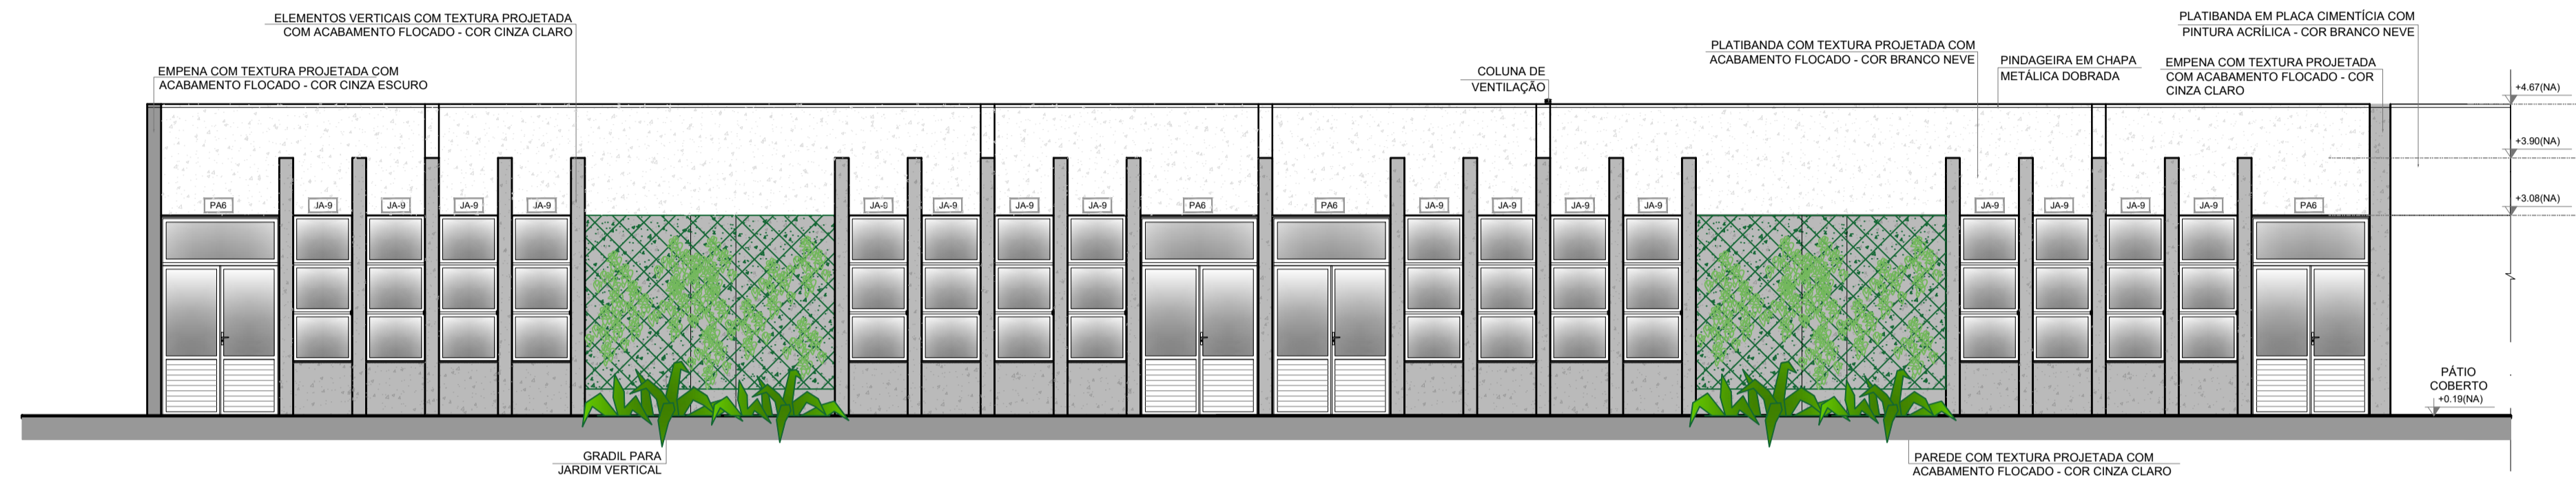 ELEMENTOS VERTICAIS COM TEXTURA PROJETADA
COM ACABAMENTO FLOCADO - COR CINZA CLARO
EMPENA COM TEXTURA PROJETADA COM
ACABAMENTO FLOCADO - COR CINZA ESCURO
COLUNA DE
VENTILAÇÃO
PLATIBANDA COM TEXTURA PROJETADA COM
ACABAMENTO FLOCADO - COR BRANCO NEVE
PINDAGEIRA EM CHAPA
METÁLICA DOBRADA
PLATIBANDA EM PLACA CIMENTÍCIA COM
PINTURA ACRÍLICA - COR BRANCO NEVE
EMPENA COM TEXTURA PROJETADA
COM ACABAMENTO FLOCADO - COR
CINZA CLARO
+4.67(NA)
+3.90(NA)
+3.08(NA)
PA6
JA-9
JA-9
JA-9
JA-9
JA-9
JA-9
JA-9
JA-9
PA6
PA6
JA-9
JA-9
JA-9
JA-9
JA-9
JA-9
JA-9
JA-9
PA6
PÁTIO
COBERTO
+0.19(NA)
GRADIL PARA
JARDIM VERTICAL
PAREDE COM TEXTURA PROJETADA COM
ACABAMENTO FLOCADO - COR CINZA CLARO